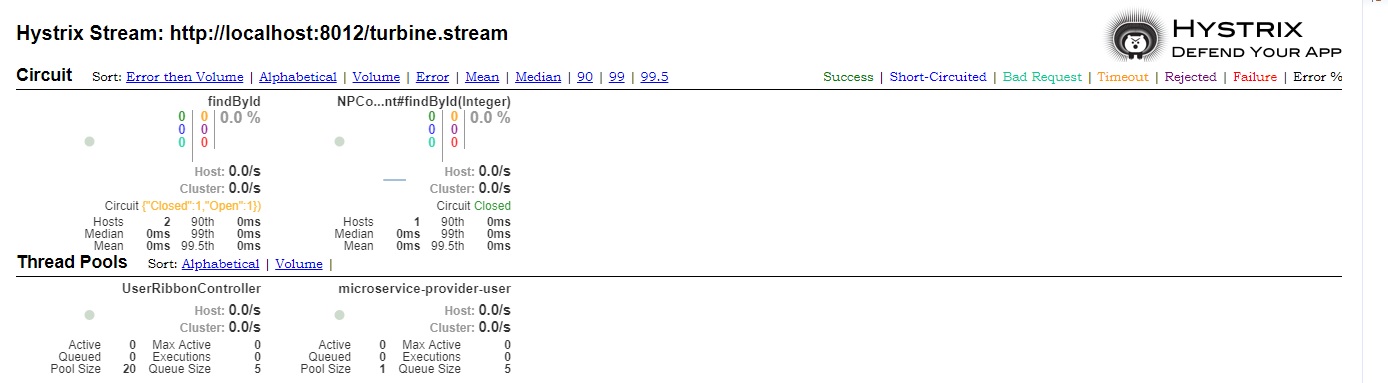 Hystrix Stream: http://localhost:8012/turbine.stream
HYSTRIX
DEFEND YOUR APP
Circuit Sort: Error then Volume | Alphabetical | Volume | Error | Mean | Median | 90 | 99 | 99.5
Success | Short-Circuited | Bad Request | Timeout | Rejected | Failure | Error %
findById
0 0 0.0 %
0 0
0 0
Host: 0.0/s
Cluster: 0.0/s
Circuit {"Closed":1,"Open":1})
Hosts 2 90th 0ms
Median 0ms 99th 0ms
Mean 0ms 99.5th 0ms
NPCo...nt#findById(Integer)
0 0 0.0 %
0 0
0 0
Host: 0.0/s
Cluster: 0.0/s
Circuit Closed
Hosts 1 90th 0ms
Median 0ms 99th 0ms
Mean 0ms 99.5th 0ms
Thread Pools Sort: Alphabetical | Volume |
UserRibbonController
Host: 0.0/s
Cluster: 0.0/s
Active 0 Max Active 0
Queued 0 Executions 0
Pool Size 20 Queue Size 5
microservice-provider-user
Host: 0.0/s
Cluster: 0.0/s
Active 0 Max Active 0
Queued 0 Executions 0
Pool Size 1 Queue Size 5